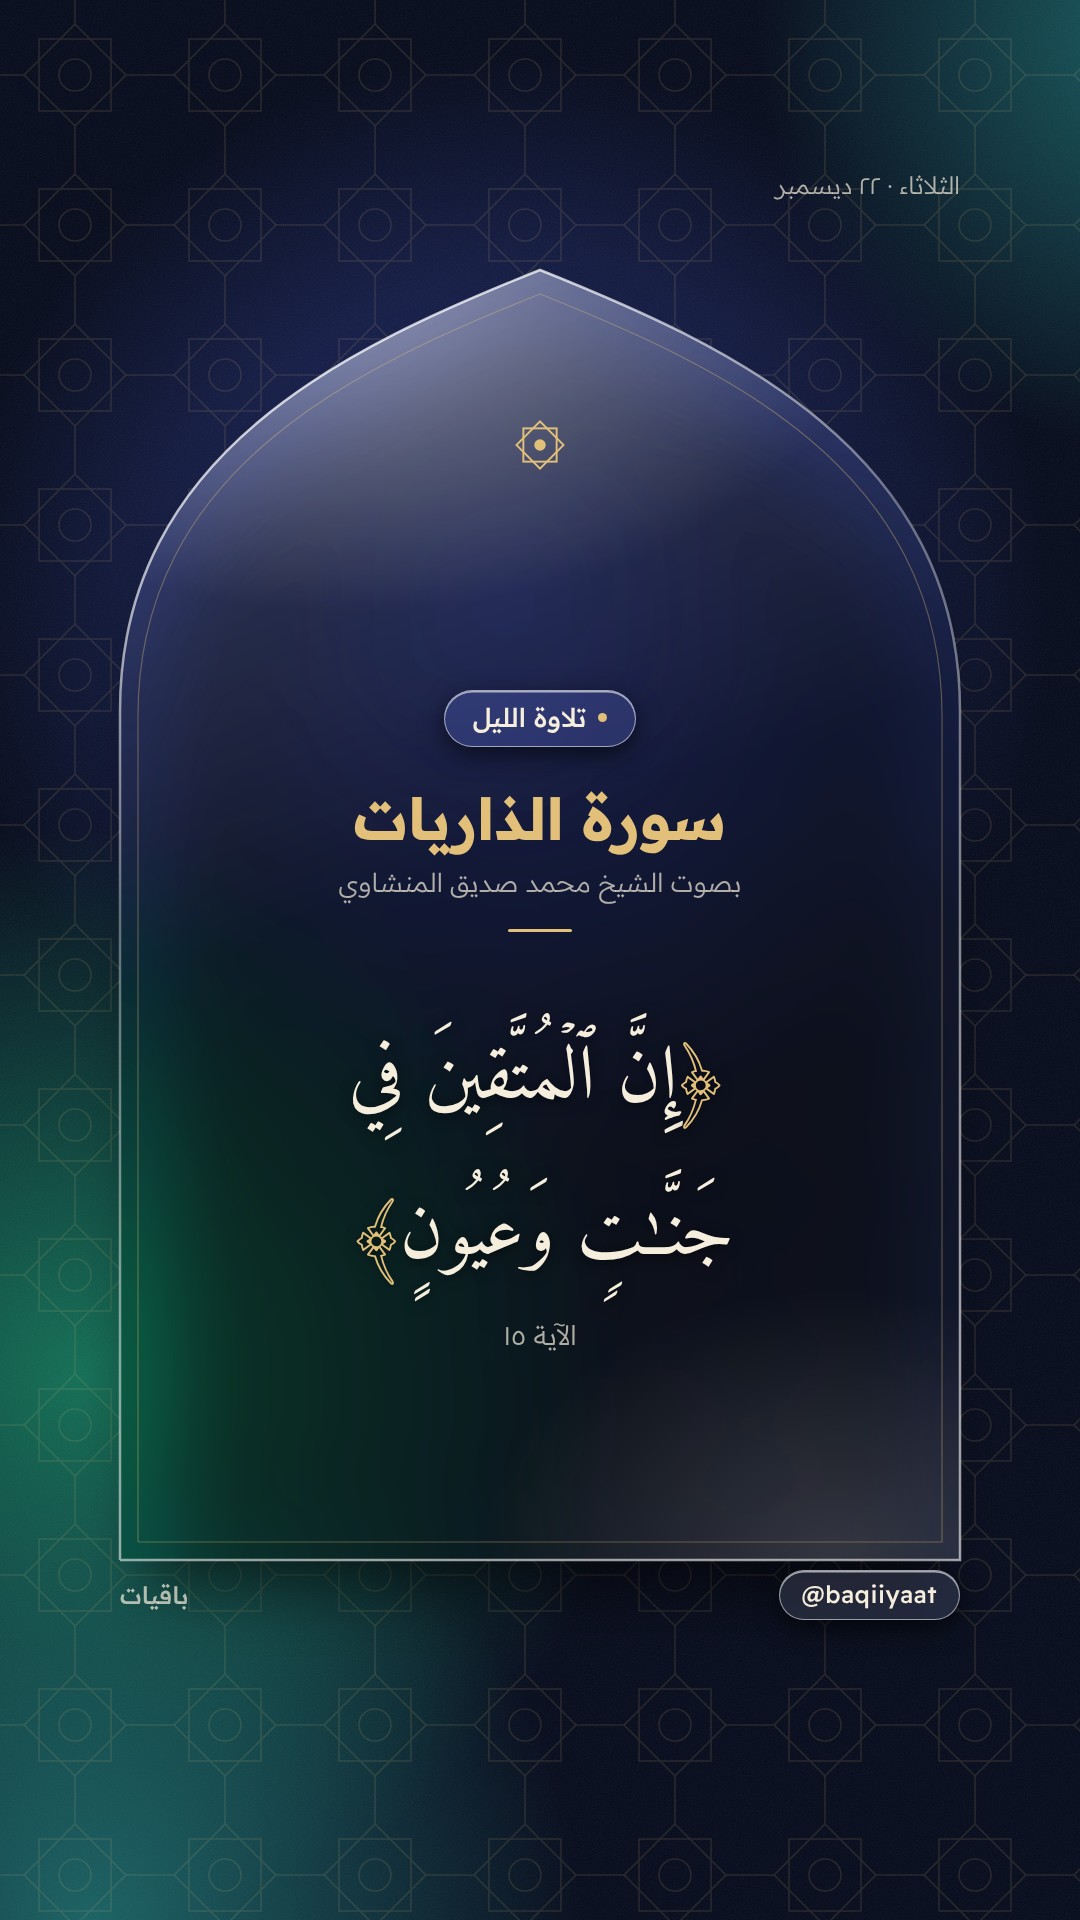 الثلاثاء · ٢٢ ديسمبر
تلاوة الليل
سورة الذاريات
بصوت الشيخ محمد صديق المنشاوي
﴿إِنَّ ٱلْمُتَّقِينَ فِي
جَنَّـٰتٍ وَعُيُونٍ﴾
الآية ١٥
باقيات
@baqiiyaat